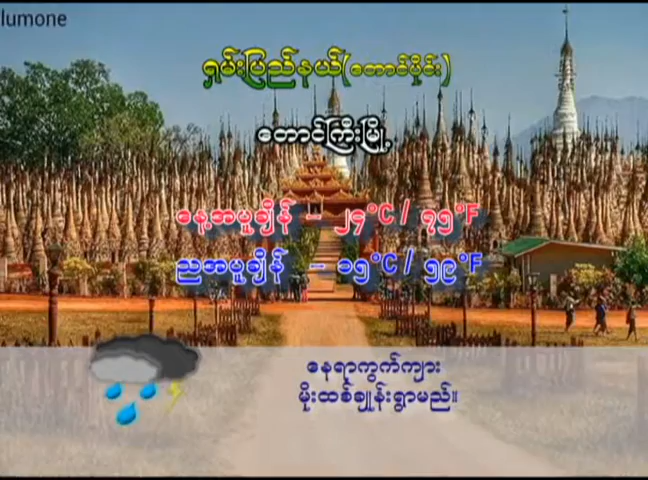 lumone
ရှမ်းပြည်နယ်(တောင်ပိုင်း)
တောင်ကြီးမြို့
နေ့အပူချိန် - ၂၄°C / ၇၅°F
ညအပူချိန် - ၁၅°C / ၅၉°F
နေရာကွက်ကျား
မိုးထစ်ချုန်းရွာမည်။